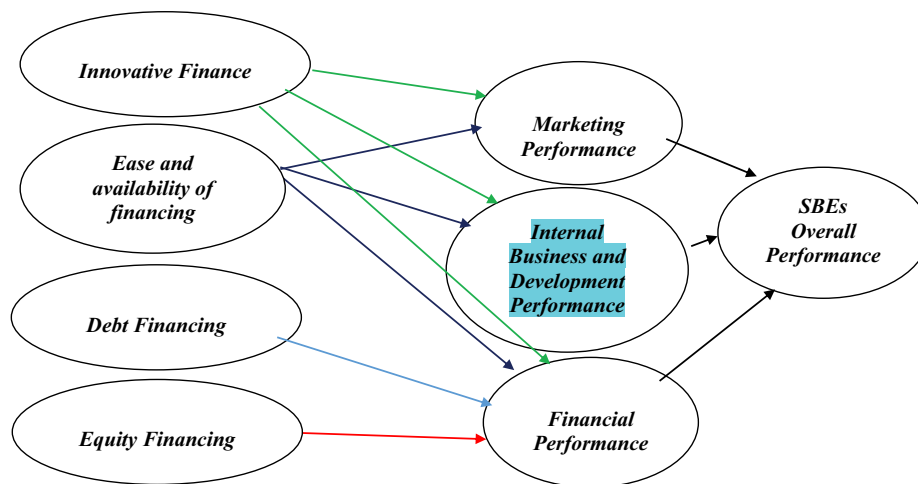 Innovative Finance
Ease and
availability of
financing
Debt Financing
Equity Financing
Marketing
Performance
Internal
Business and
Development
Performance
Financial
Performance
SBEs
Overall
Performance